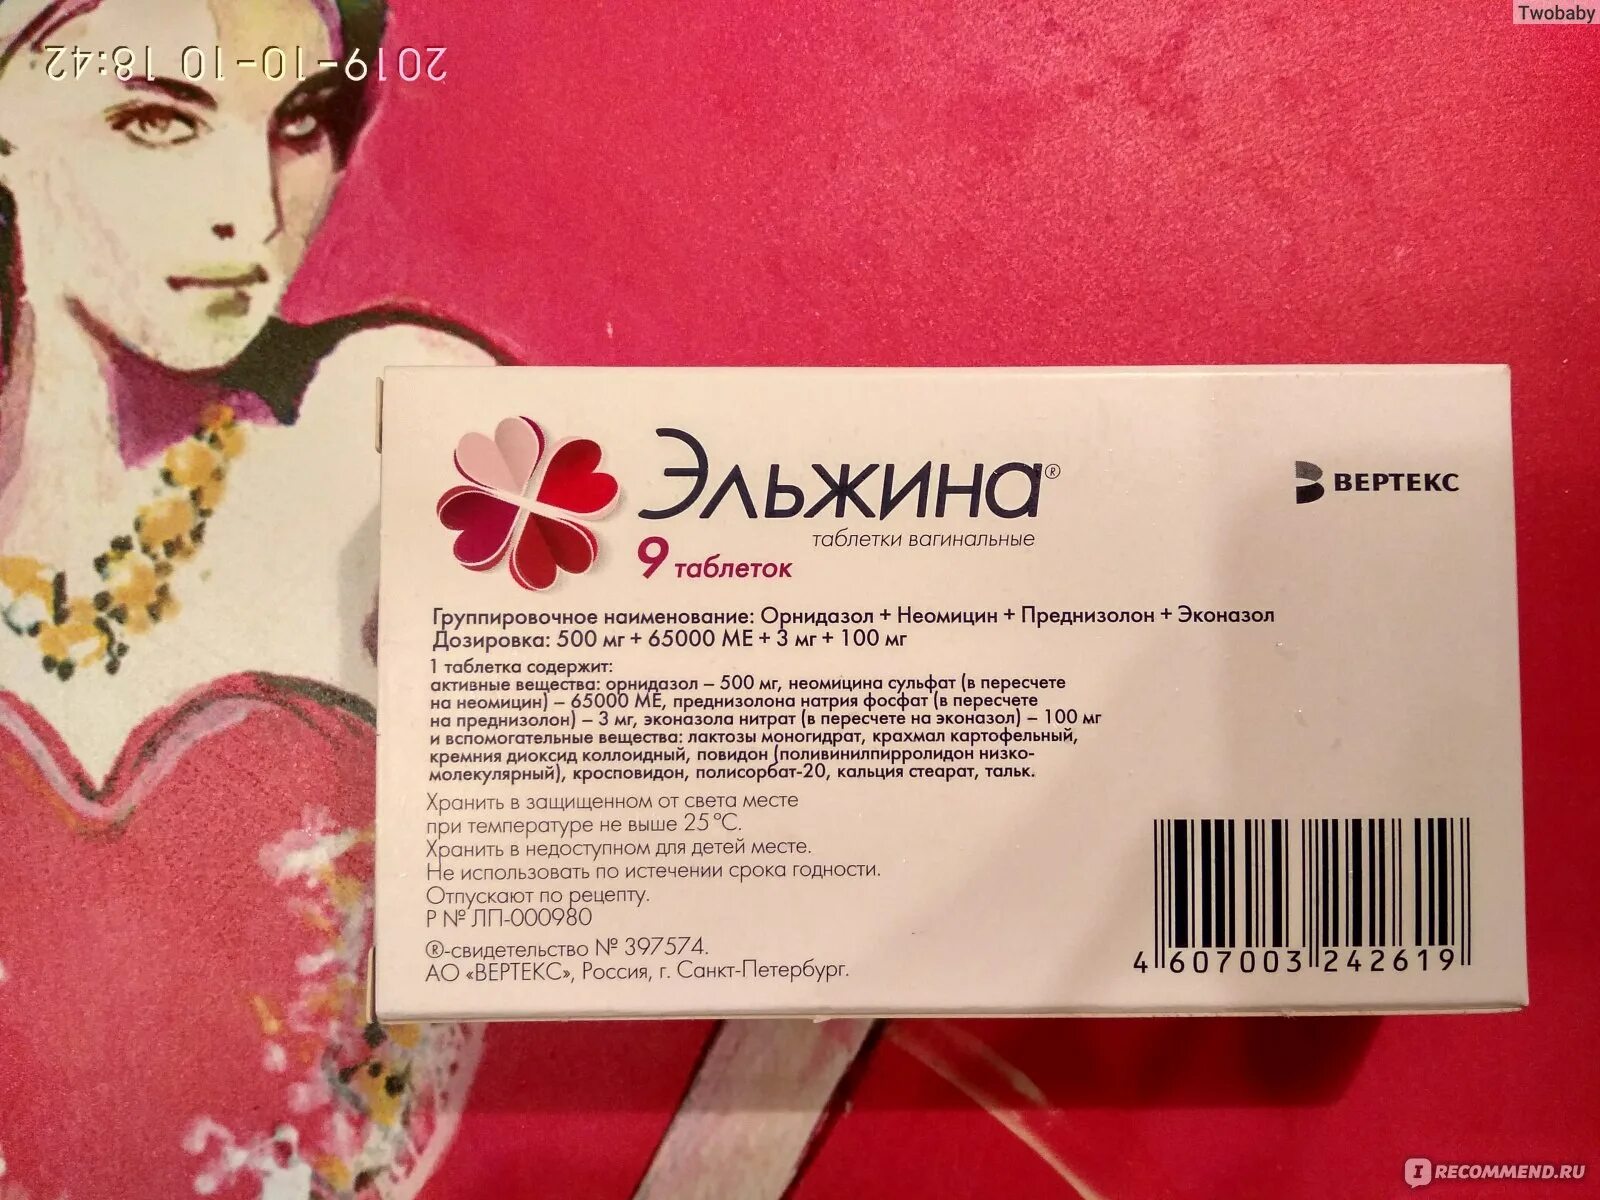 Twobaby
2019-10-10 18:42
Эльжина®
таблетки вагинальные
9 таблеток
ВЕРТЕКС
Группировочное наименование: Орнидазол + Неомицин + Преднизолон + Эконазол
Дозировка: 500 мг + 65000 МЕ + 3 мг + 100 мг
1 таблетка содержит:
активные вещества: орнидазол – 500 мг, неомицина сульфат (в пересчете
на неомицин) – 65000 МЕ, преднизолона натрия фосфат (в пересчете
на преднизолон) – 3 мг, эконазола нитрат (в пересчете на эконазол) – 100 мг
и вспомогательные вещества: лактозы моногидрат, крахмал картофельный,
кремния диоксид коллоидный, повидон (поливинилпирролидон низко-
молекулярный), кросповидон, полисорбат-20, кальция стеарат, тальк.
Хранить в защищенном от света месте
при температуре не выше 25 °С.
Хранить в недоступном для детей месте.
Не использовать по истечении срока годности.
Отпускают по рецепту.
Р № ЛП-000980
®-свидетельство № 397574.
АО «ВЕРТЕКС», Россия, г. Санкт-Петербург.
4 607003 242619
IRECOMMEND.RU